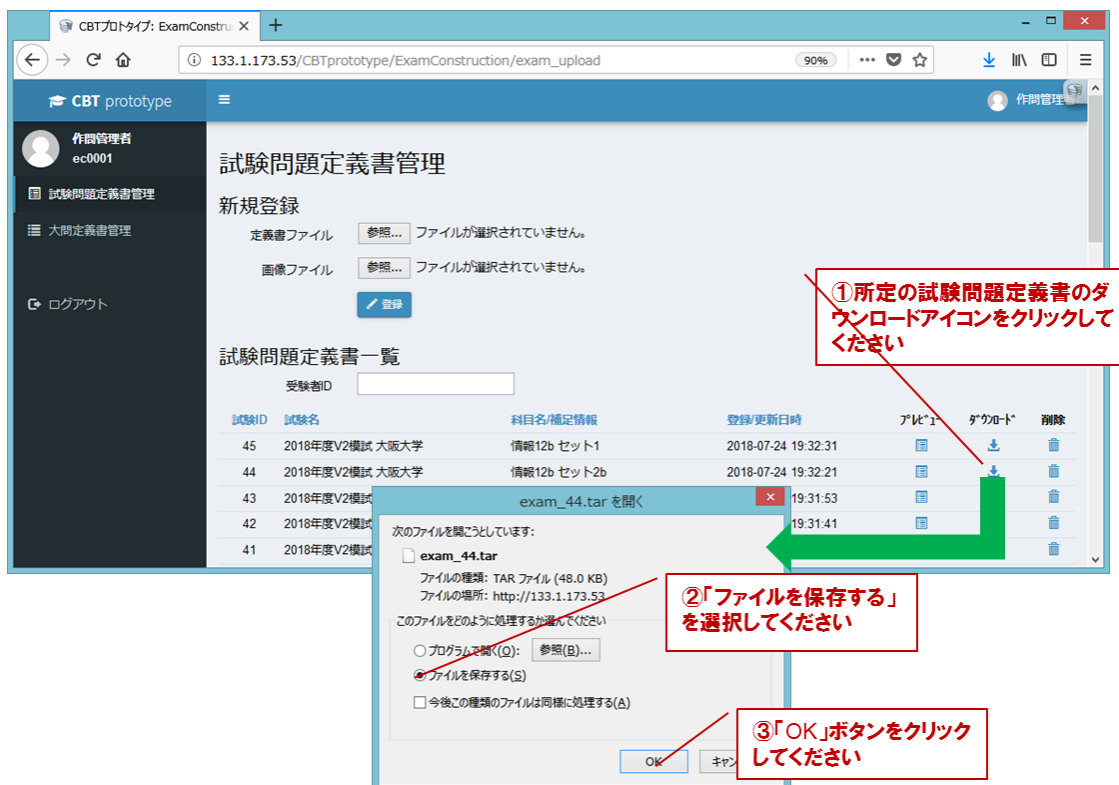 CBTプロトタイプ: ExamConstru
133.1.173.53/CBTprototype/ExamConstruction/exam_upload
90%
CBT prototype
作問管理者
作問管理者
ec0001
試験問題定義書管理
大問定義書管理
ログアウト
試験問題定義書管理
新規登録
定義書ファイル 参照... ファイルが選択されていません。
画像ファイル 参照... ファイルが選択されていません。
登録
①所定の試験問題定義書のダ
ウンロードアイコンをクリックして
ください
試験問題定義書一覧
受験者ID
試験ID 試験名 科目名/補足情報 登録/更新日時 プレビュー ダウンロード 削除
45 2018年度V2模試 大阪大学 情報12b セット1 2018-07-24 19:32:31
44 2018年度V2模試 大阪大学 情報12b セット2b 2018-07-24 19:32:21
43 2018年度V2模試 19:31:53
42 2018年度V2模試 19:31:41
41 2018年度V2模試
exam_44.tar を開く
次のファイルを開こうとしています:
exam_44.tar
ファイルの種類: TAR ファイル (48.0 KB)
ファイルの場所: http://133.1.173.53
このファイルをどのように処理するか選んでください
プログラムで開く(O): 参照(B)...
ファイルを保存する(S)
今後この種類のファイルは同様に処理する(A)
OK キャン
②「ファイルを保存する」
を選択してください
③「OK」ボタンをクリック
してください